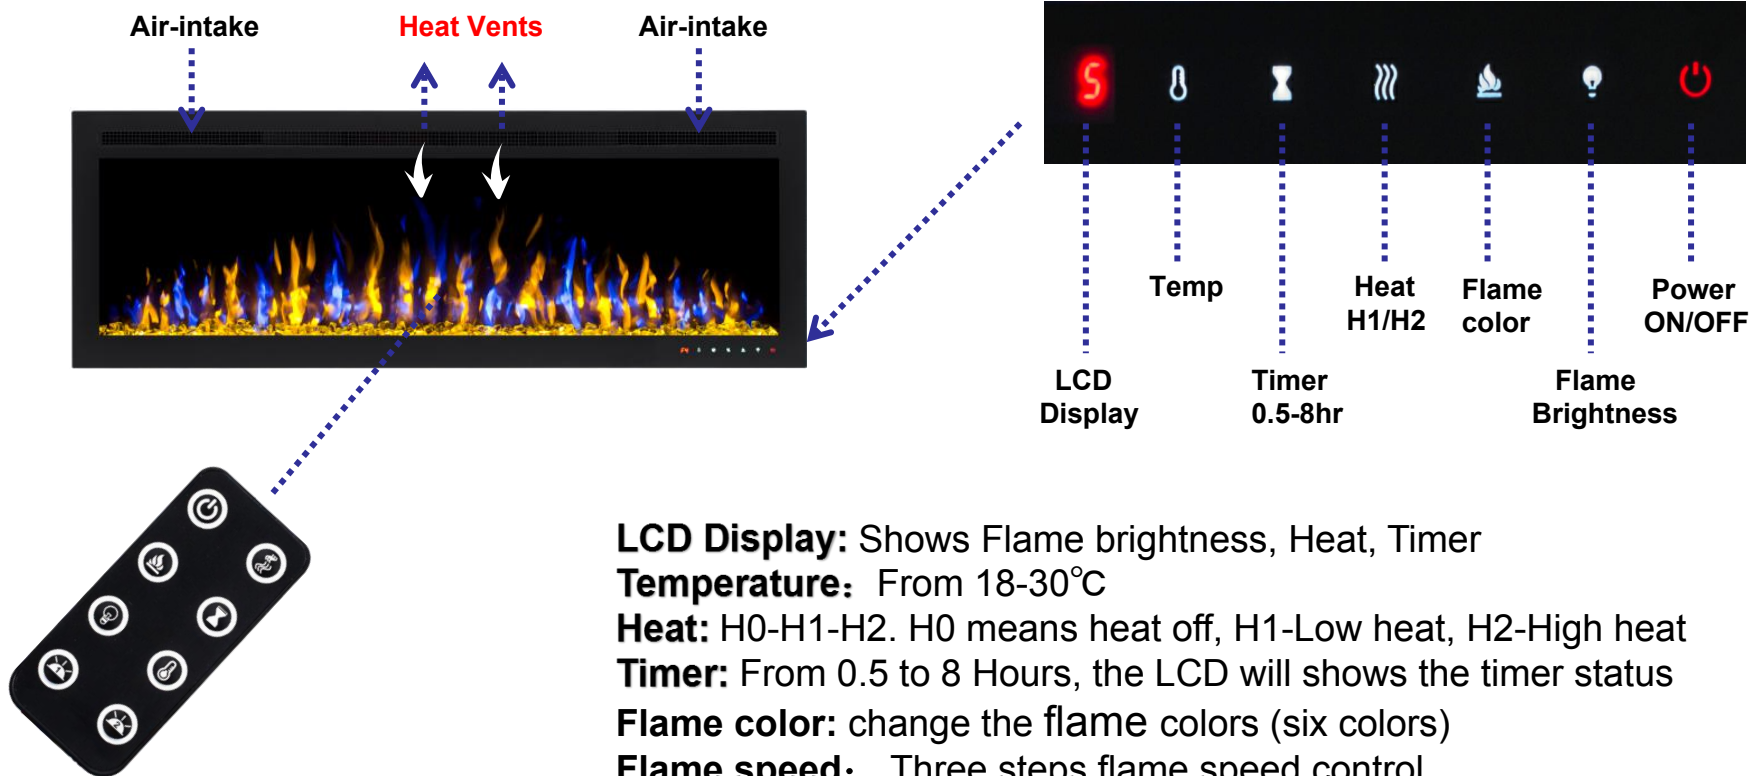 Air-intake
Heat Vents
Air-intake
5
Temp
Heat
H1/H2
Flame
color
Power
ON/OFF
LCD
Display
Timer
0.5-8hr
Flame
Brightness
LCD Display: Shows Flame brightness, Heat, Timer
Temperature： From 18-30℃
Heat: H0-H1-H2. H0 means heat off, H1-Low heat, H2-High heat
Timer: From 0.5 to 8 Hours, the LCD will shows the timer status
Flame color: change the flame colors (six colors)
Flame speed： Three steps flame speed control